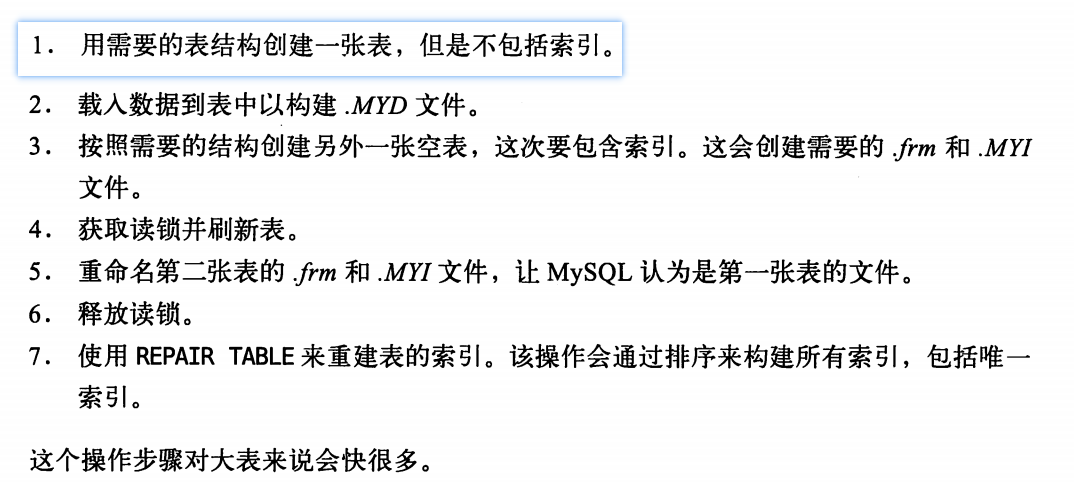 1. 用需要的表结构创建一张表，但是不包括索引。
2. 载入数据到表中以构建 .MYD 文件。
3. 按照需要的结构创建另外一张空表，这次要包含索引。这会创建需要的 .frm 和 .MYI
文件。
4. 获取读锁并刷新表。
5. 重命名第二张表的 .frm 和 .MYI 文件，让 MySQL 认为是第一张表的文件。
6. 释放读锁。
7. 使用 REPAIR TABLE 来重建表的索引。该操作会通过排序来构建所有索引，包括唯一
索引。
这个操作步骤对大表来说会快很多。